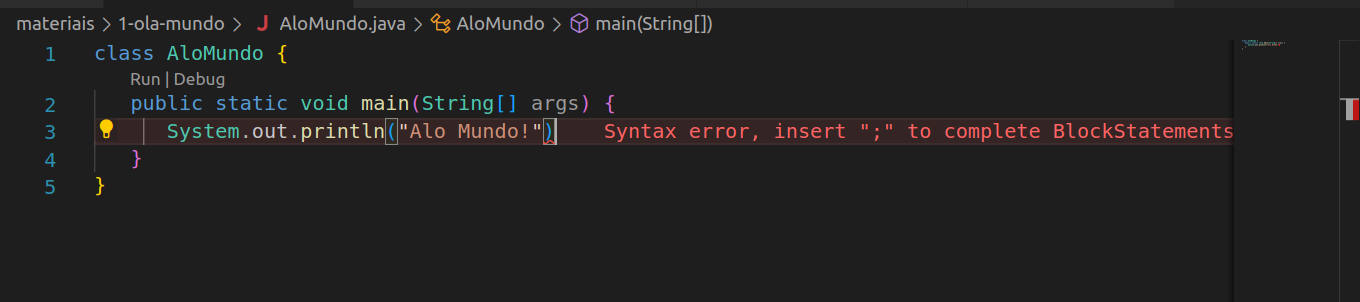 materiais > 1-ola-mundo > J AloMundo.java > AloMundo > main(String[])
1 class AloMundo {
Run | Debug
2 public static void main(String[] args) {
3 System.out.println("Alo Mundo!") Syntax error, insert ";" to complete BlockStatements
4 }
5 }